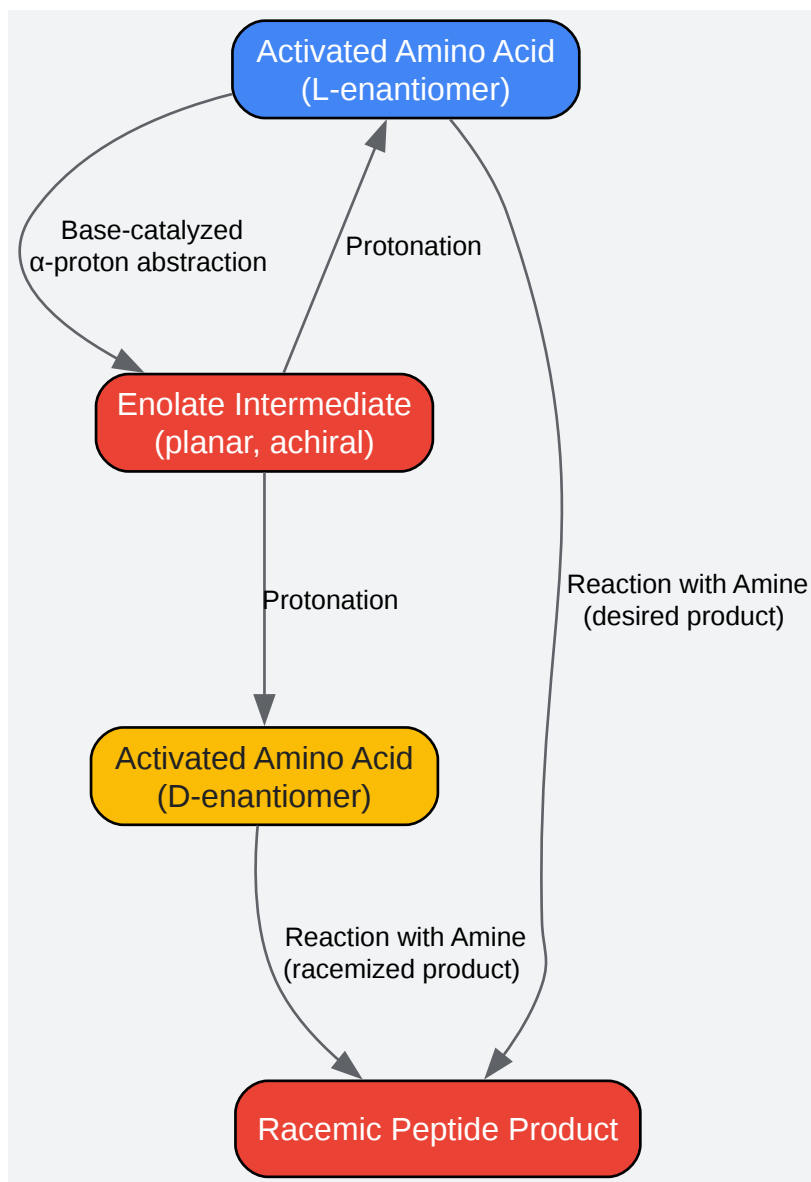 Activated Amino Acid
(L-enantiomer)
Base-catalyzed
α-proton abstraction
Protonation
Enolate Intermediate
(planar, achiral)
Reaction with Amine
(desired product)
Protonation
Activated Amino Acid
(D-enantiomer)
Reaction with Amine
(racemized product)
Racemic Peptide Product